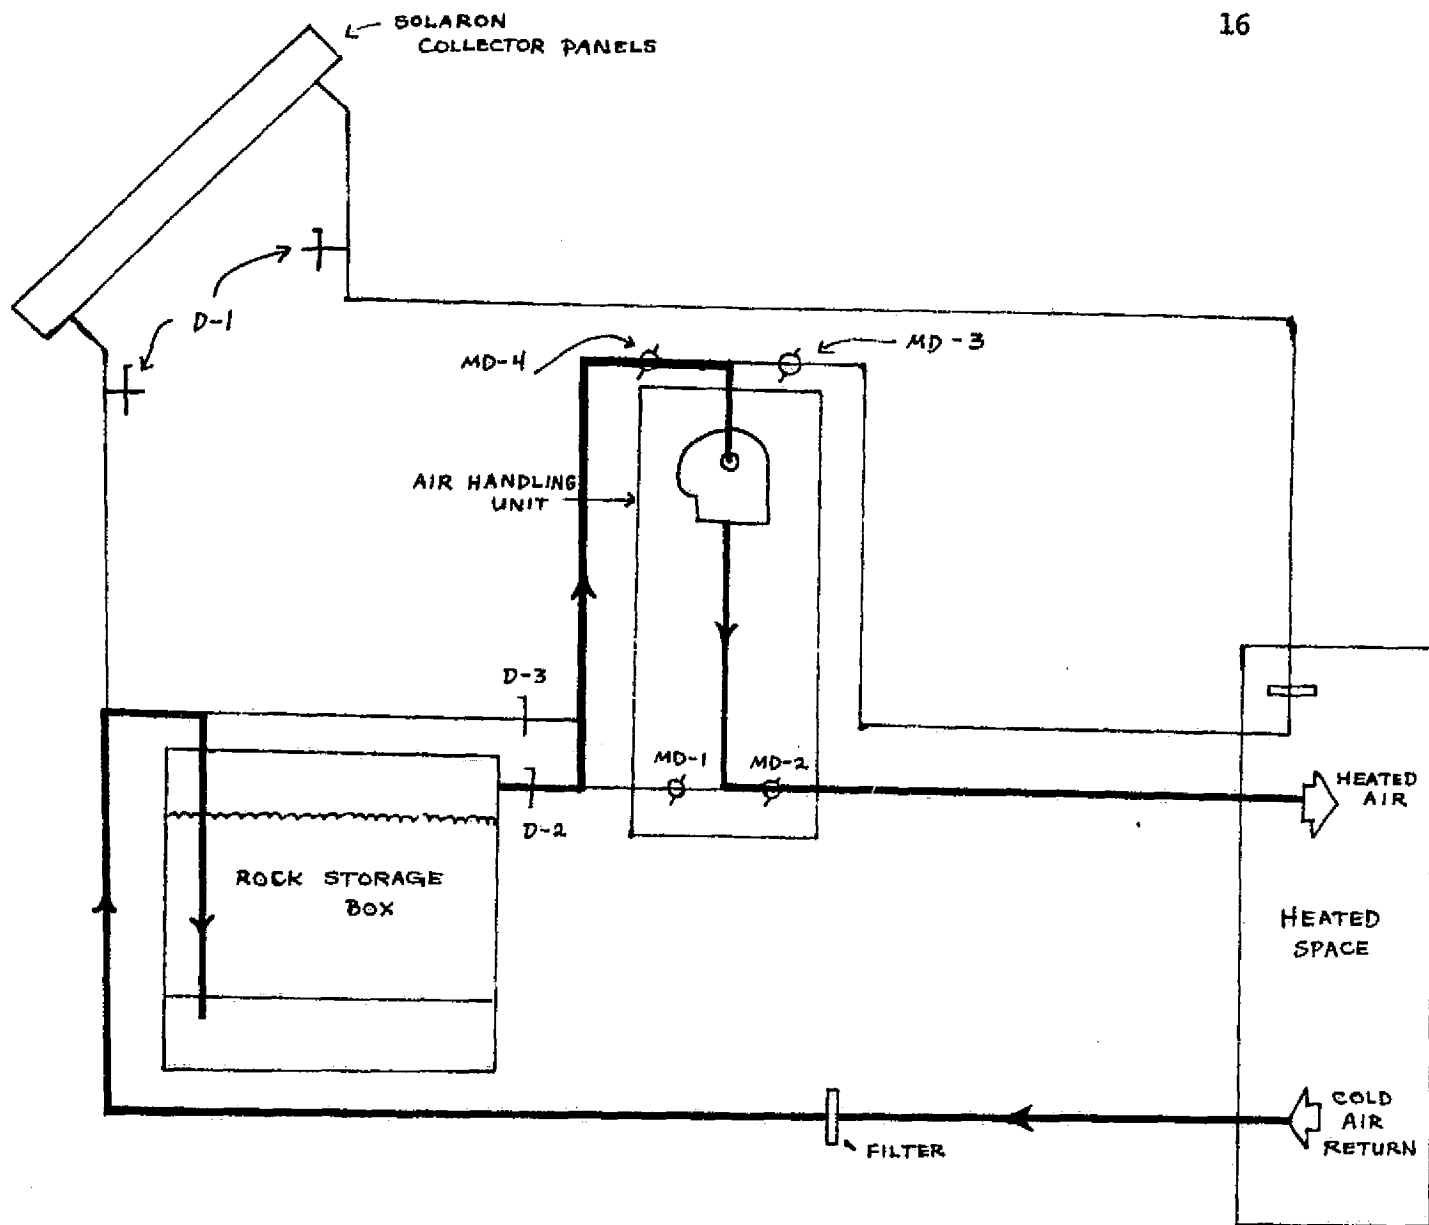 16
SOLARON
COLLECTOR PANELS
D-1
MD-4
MD-3
AIR HANDLING
UNIT
D-3
MD-1
MD-2
D-2
HEATED
AIR
ROCK STORAGE
BOX
HEATED
SPACE
COLD
AIR
RETURN
FILTER